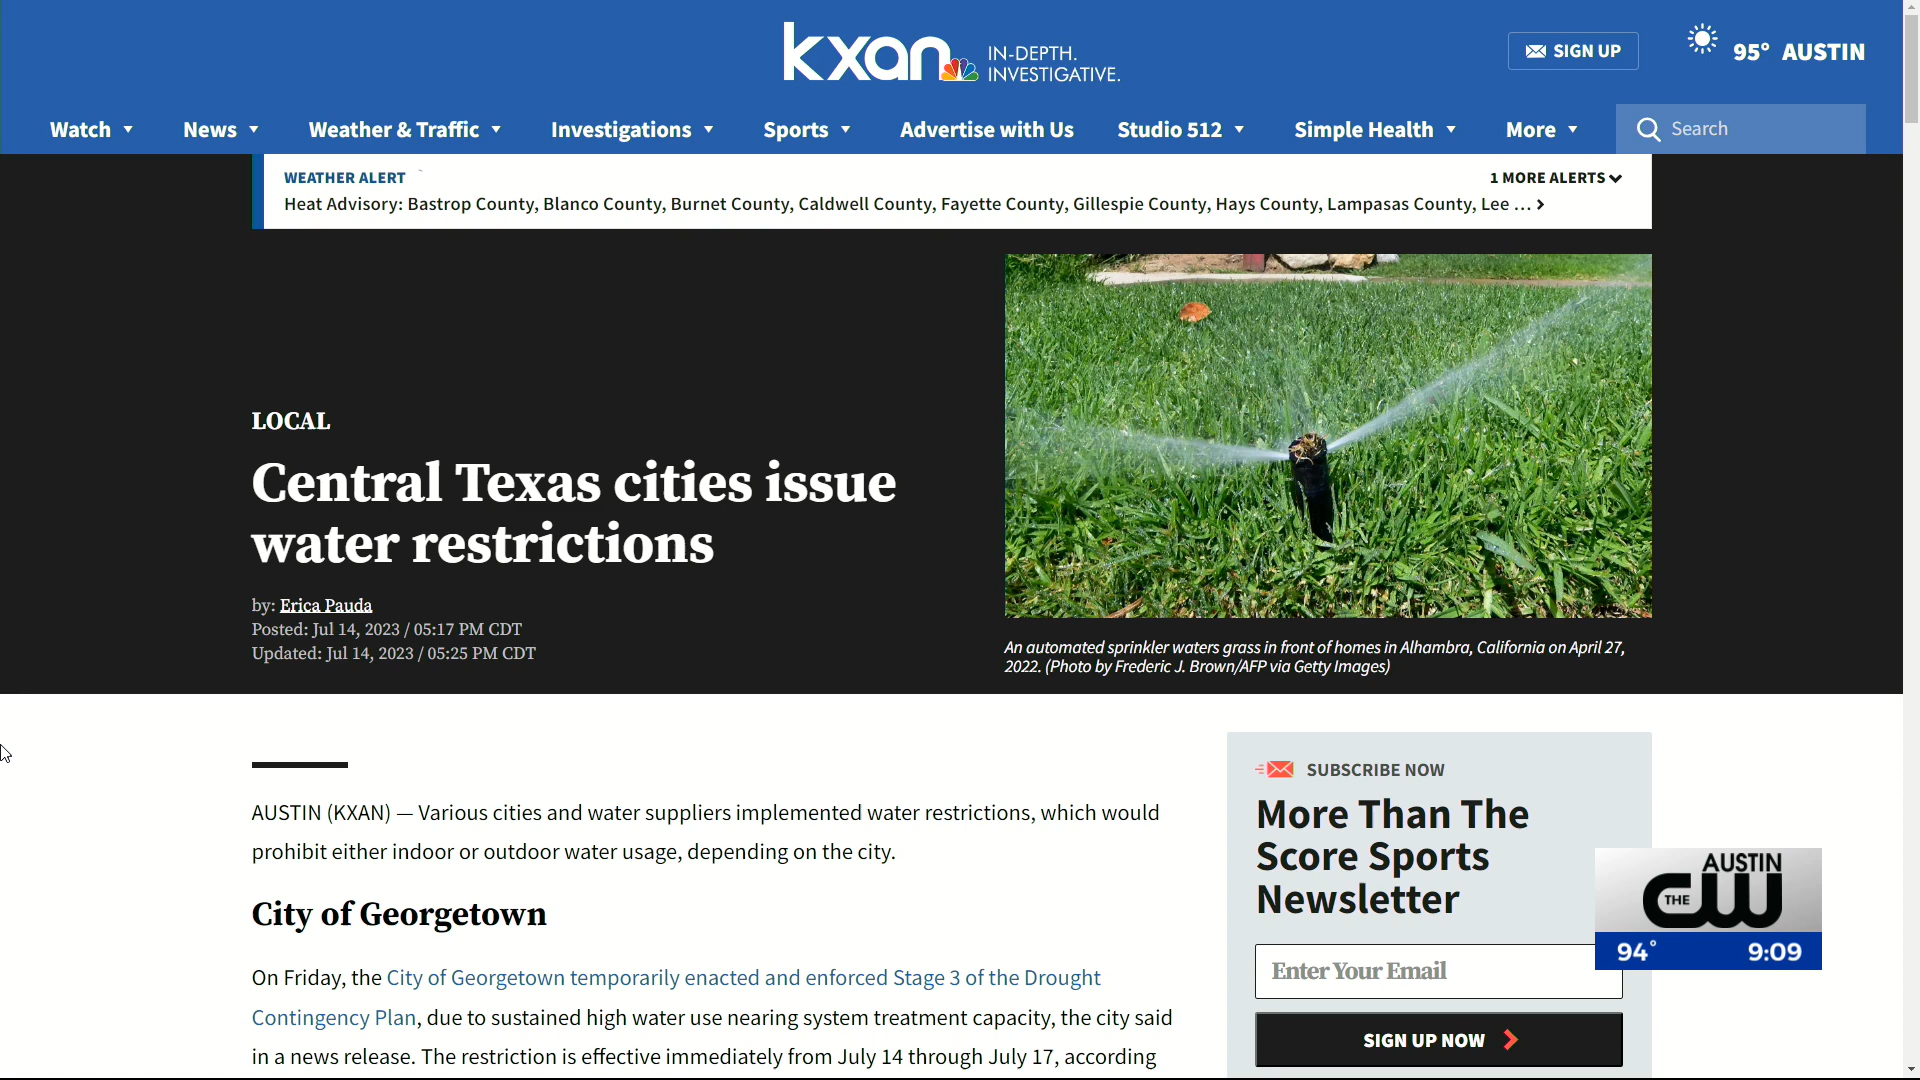 kxan IN-DEPTH.
INVESTIGATIVE.
SIGN UP
95° AUSTIN
Watch News Weather & Traffic Investigations Sports Advertise with Us Studio 512 Simple Health More Search
WEATHER ALERT
1 MORE ALERTS
Heat Advisory: Bastrop County, Blanco County, Burnet County, Caldwell County, Fayette County, Gillespie County, Hays County, Lampasas County, Lee ...
LOCAL
Central Texas cities issue
water restrictions
by: Erica Pauda
Posted: Jul 14, 2023 / 05:17 PM CDT
Updated: Jul 14, 2023 / 05:25 PM CDT
An automated sprinkler waters grass in front of homes in Alhambra, California on April 27,
2022. (Photo by Frederic J. Brown/AFP via Getty Images)
AUSTIN (KXAN) — Various cities and water suppliers implemented water restrictions, which would
prohibit either indoor or outdoor water usage, depending on the city.
City of Georgetown
On Friday, the City of Georgetown temporarily enacted and enforced Stage 3 of the Drought
Contingency Plan, due to sustained high water use nearing system treatment capacity, the city said
in a news release. The restriction is effective immediately from July 14 through July 17, according
SUBSCRIBE NOW
More Than The
Score Sports
Newsletter
Enter Your Email
SIGN UP NOW
AUSTIN
THE CW
94° 9:09